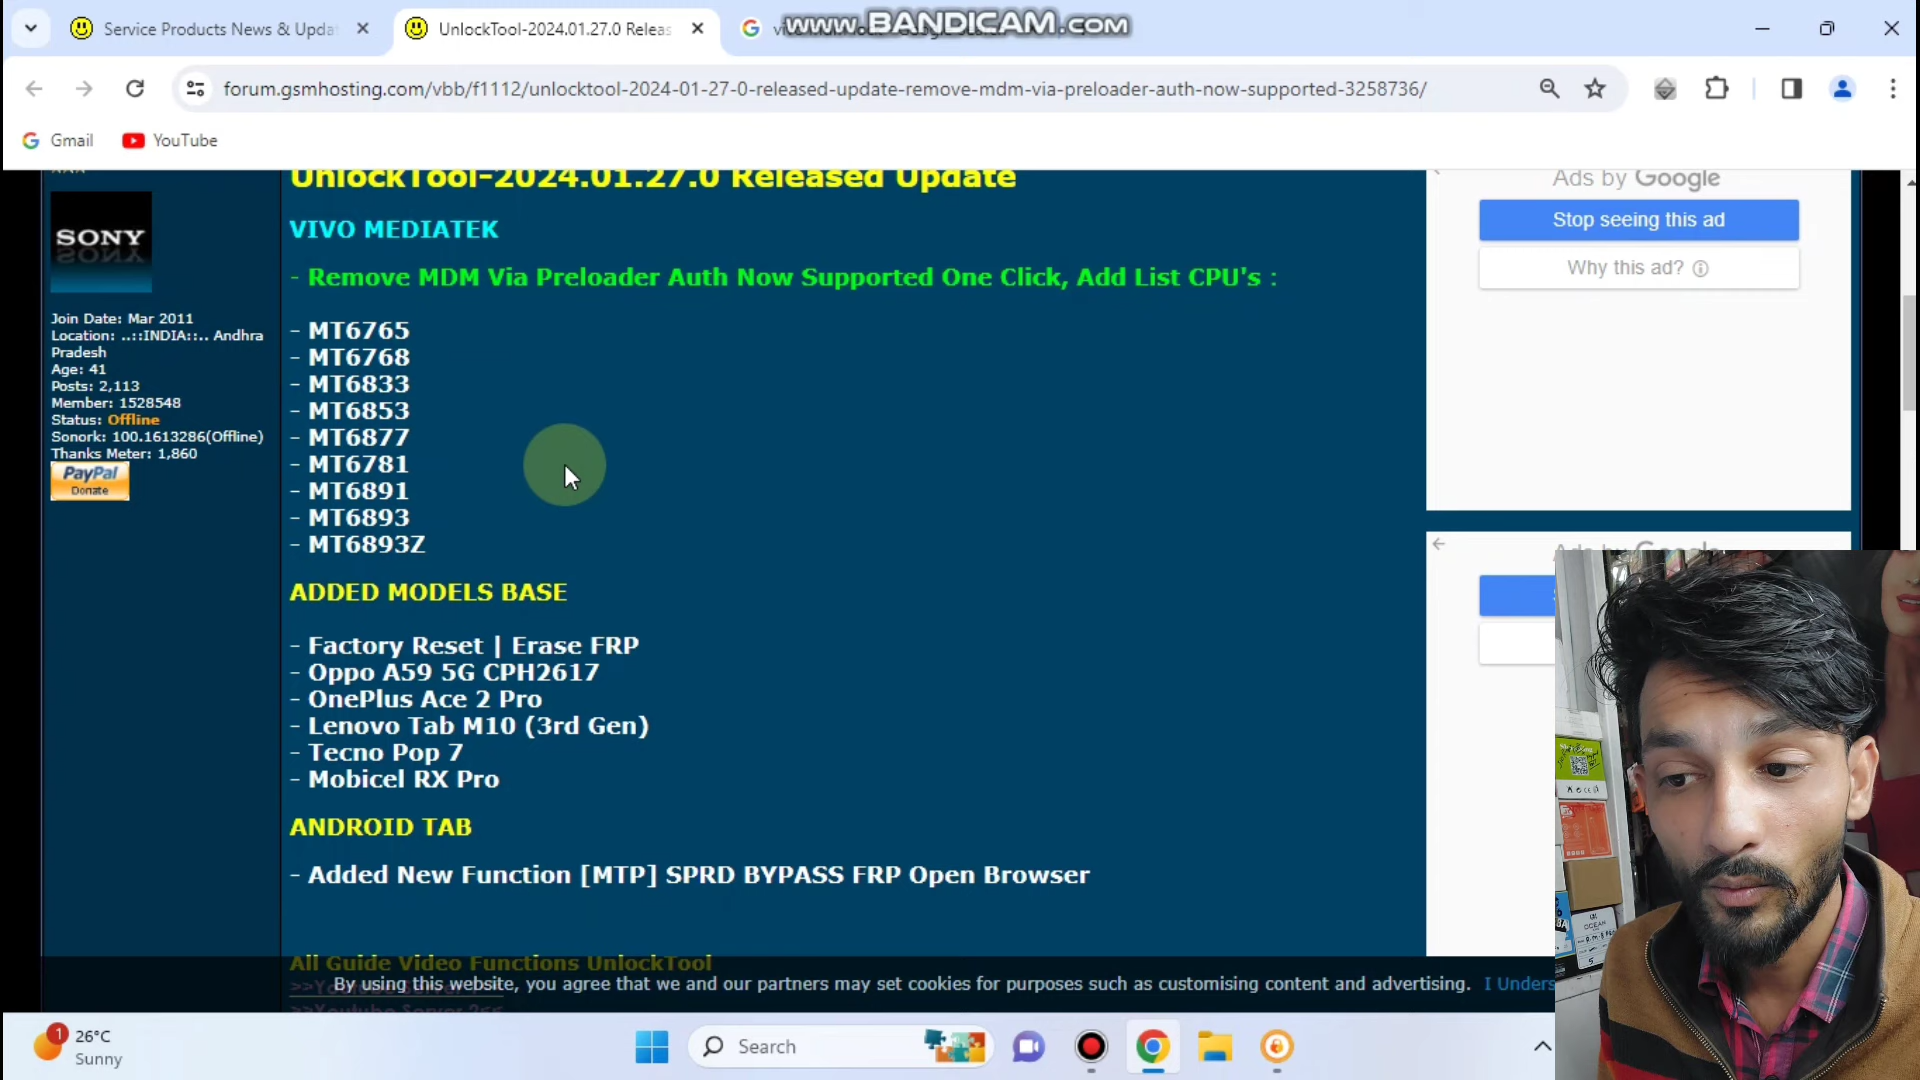 Service Products News & Upda
UnlockTool-2024.01.27.0 Releas
www.BANDICAM.com
forum.gsmhosting.com/vbb/f1112/unlocktool-2024-01-27-0-released-update-remove-mdm-via-preloader-auth-now-supported-3258736/
Gmail
YouTube
UnlockTool-2024.01.27.0 Released Update
VIVO MEDIATEK
- Remove MDM Via Preloader Auth Now Supported One Click, Add List CPU's :
- MT6765
- MT6768
- MT6833
- MT6853
- MT6877
- MT6781
- MT6891
- MT6893
- MT6893Z
ADDED MODELS BASE
- Factory Reset | Erase FRP
- Oppo A59 5G CPH2617
- OnePlus Ace 2 Pro
- Lenovo Tab M10 (3rd Gen)
- Tecno Pop 7
- Mobicel RX Pro
ANDROID TAB
- Added New Function [MTP] SPRD BYPASS FRP Open Browser
All Guide Video Functions UnlockTool
SONY
Join Date: Mar 2011
Location: ..::INDIA::.. Andhra
Pradesh
Age: 41
Posts: 2,113
Member: 1528548
Status: Offline
Sonork: 100.1613286(Offline)
Thanks Meter: 1,860
PayPal
Donate
Ads by Google
Stop seeing this ad
Why this ad?
By using this website, you agree that we and our partners may set cookies for purposes such as customising content and advertising. I Unders
1
26°C
Sunny
Search